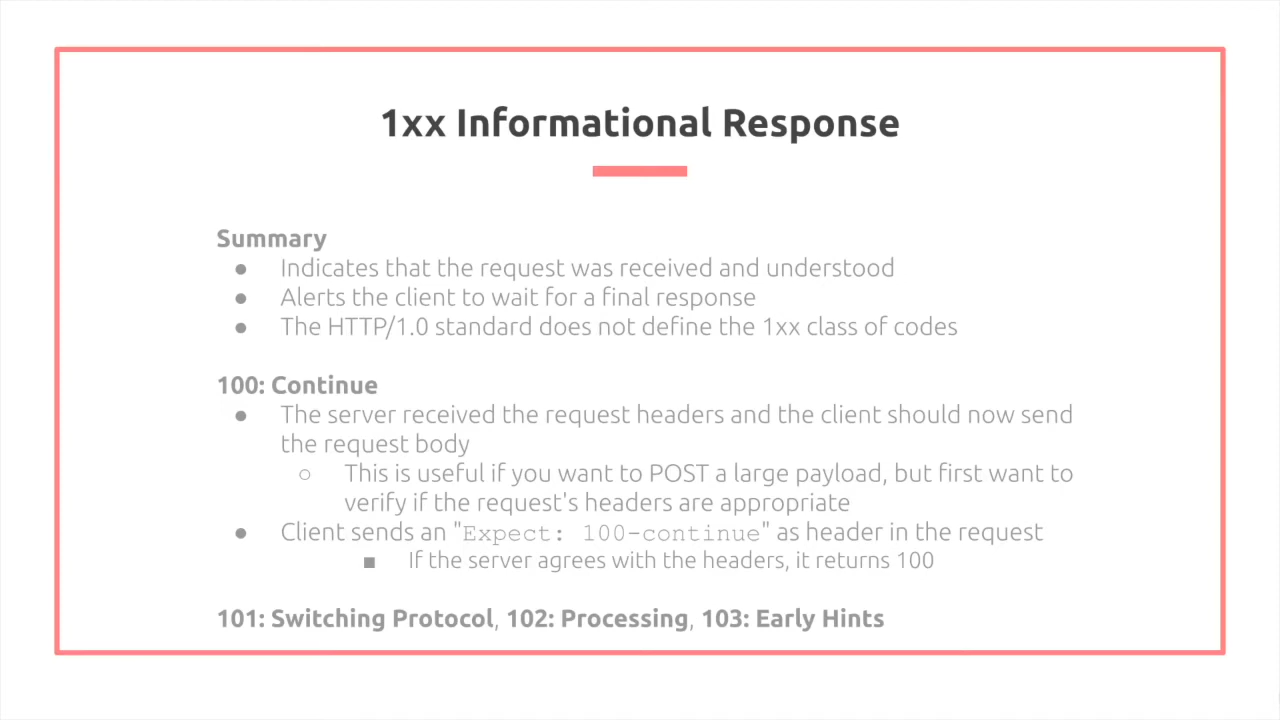 1xx Informational Response
Summary
● Indicates that the request was received and understood
● Alerts the client to wait for a final response
● The HTTP/1.0 standard does not define the 1xx class of codes
100: Continue
● The server received the request headers and the client should now send
the request body
○ This is useful if you want to POST a large payload, but first want to
verify if the request's headers are appropriate
● Client sends an "Expect: 100-continue" as header in the request
■ If the server agrees with the headers, it returns 100
101: Switching Protocol, 102: Processing, 103: Early Hints